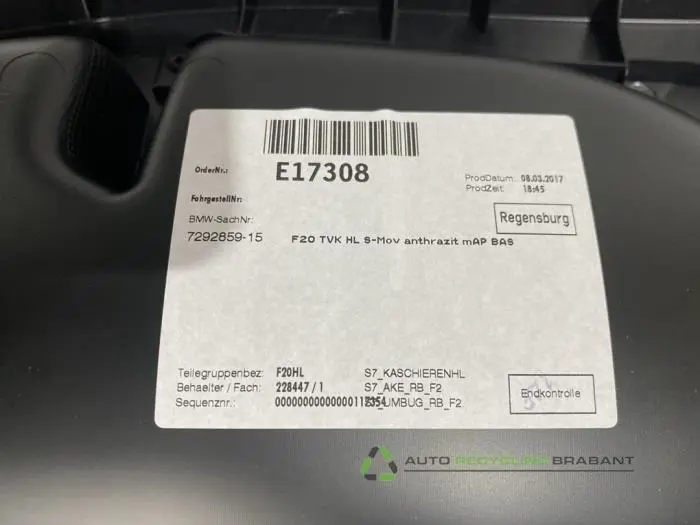 OrderNr.: E17308
ProdDatum: 08.03.2017
ProdZeit: 18:45
FahrgestellNr:
BMW-SachNr:
Regensburg
7292859-15 F20 TVK HL S-Mov anthrazit mAP BAS
Teilegruppenbez: F20HL S7_KASCHIERENHL
Behaelter / Fach: 228447 / 1 S7_AKE_RB_F2
Sequenznr.: UMBUG_RB_F2
Endkontrolle
AUTO RECYCLING BRABANT